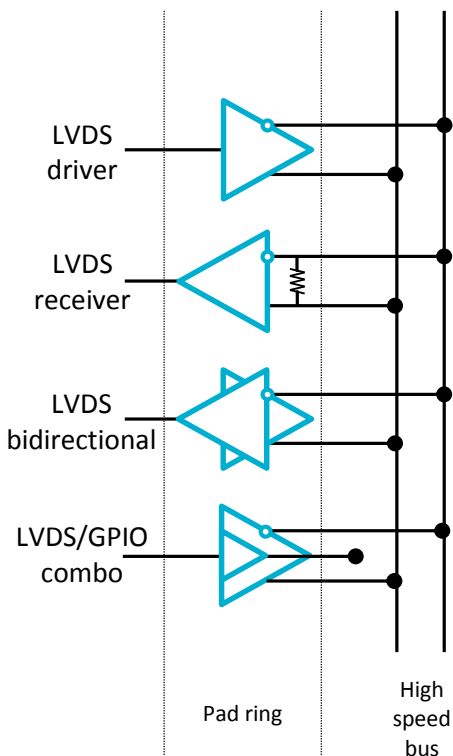 LVDS
driver
LVDS
receiver
LVDS
bidirectional
LVDS/GPIO
combo
Pad ring
High
speed
bus